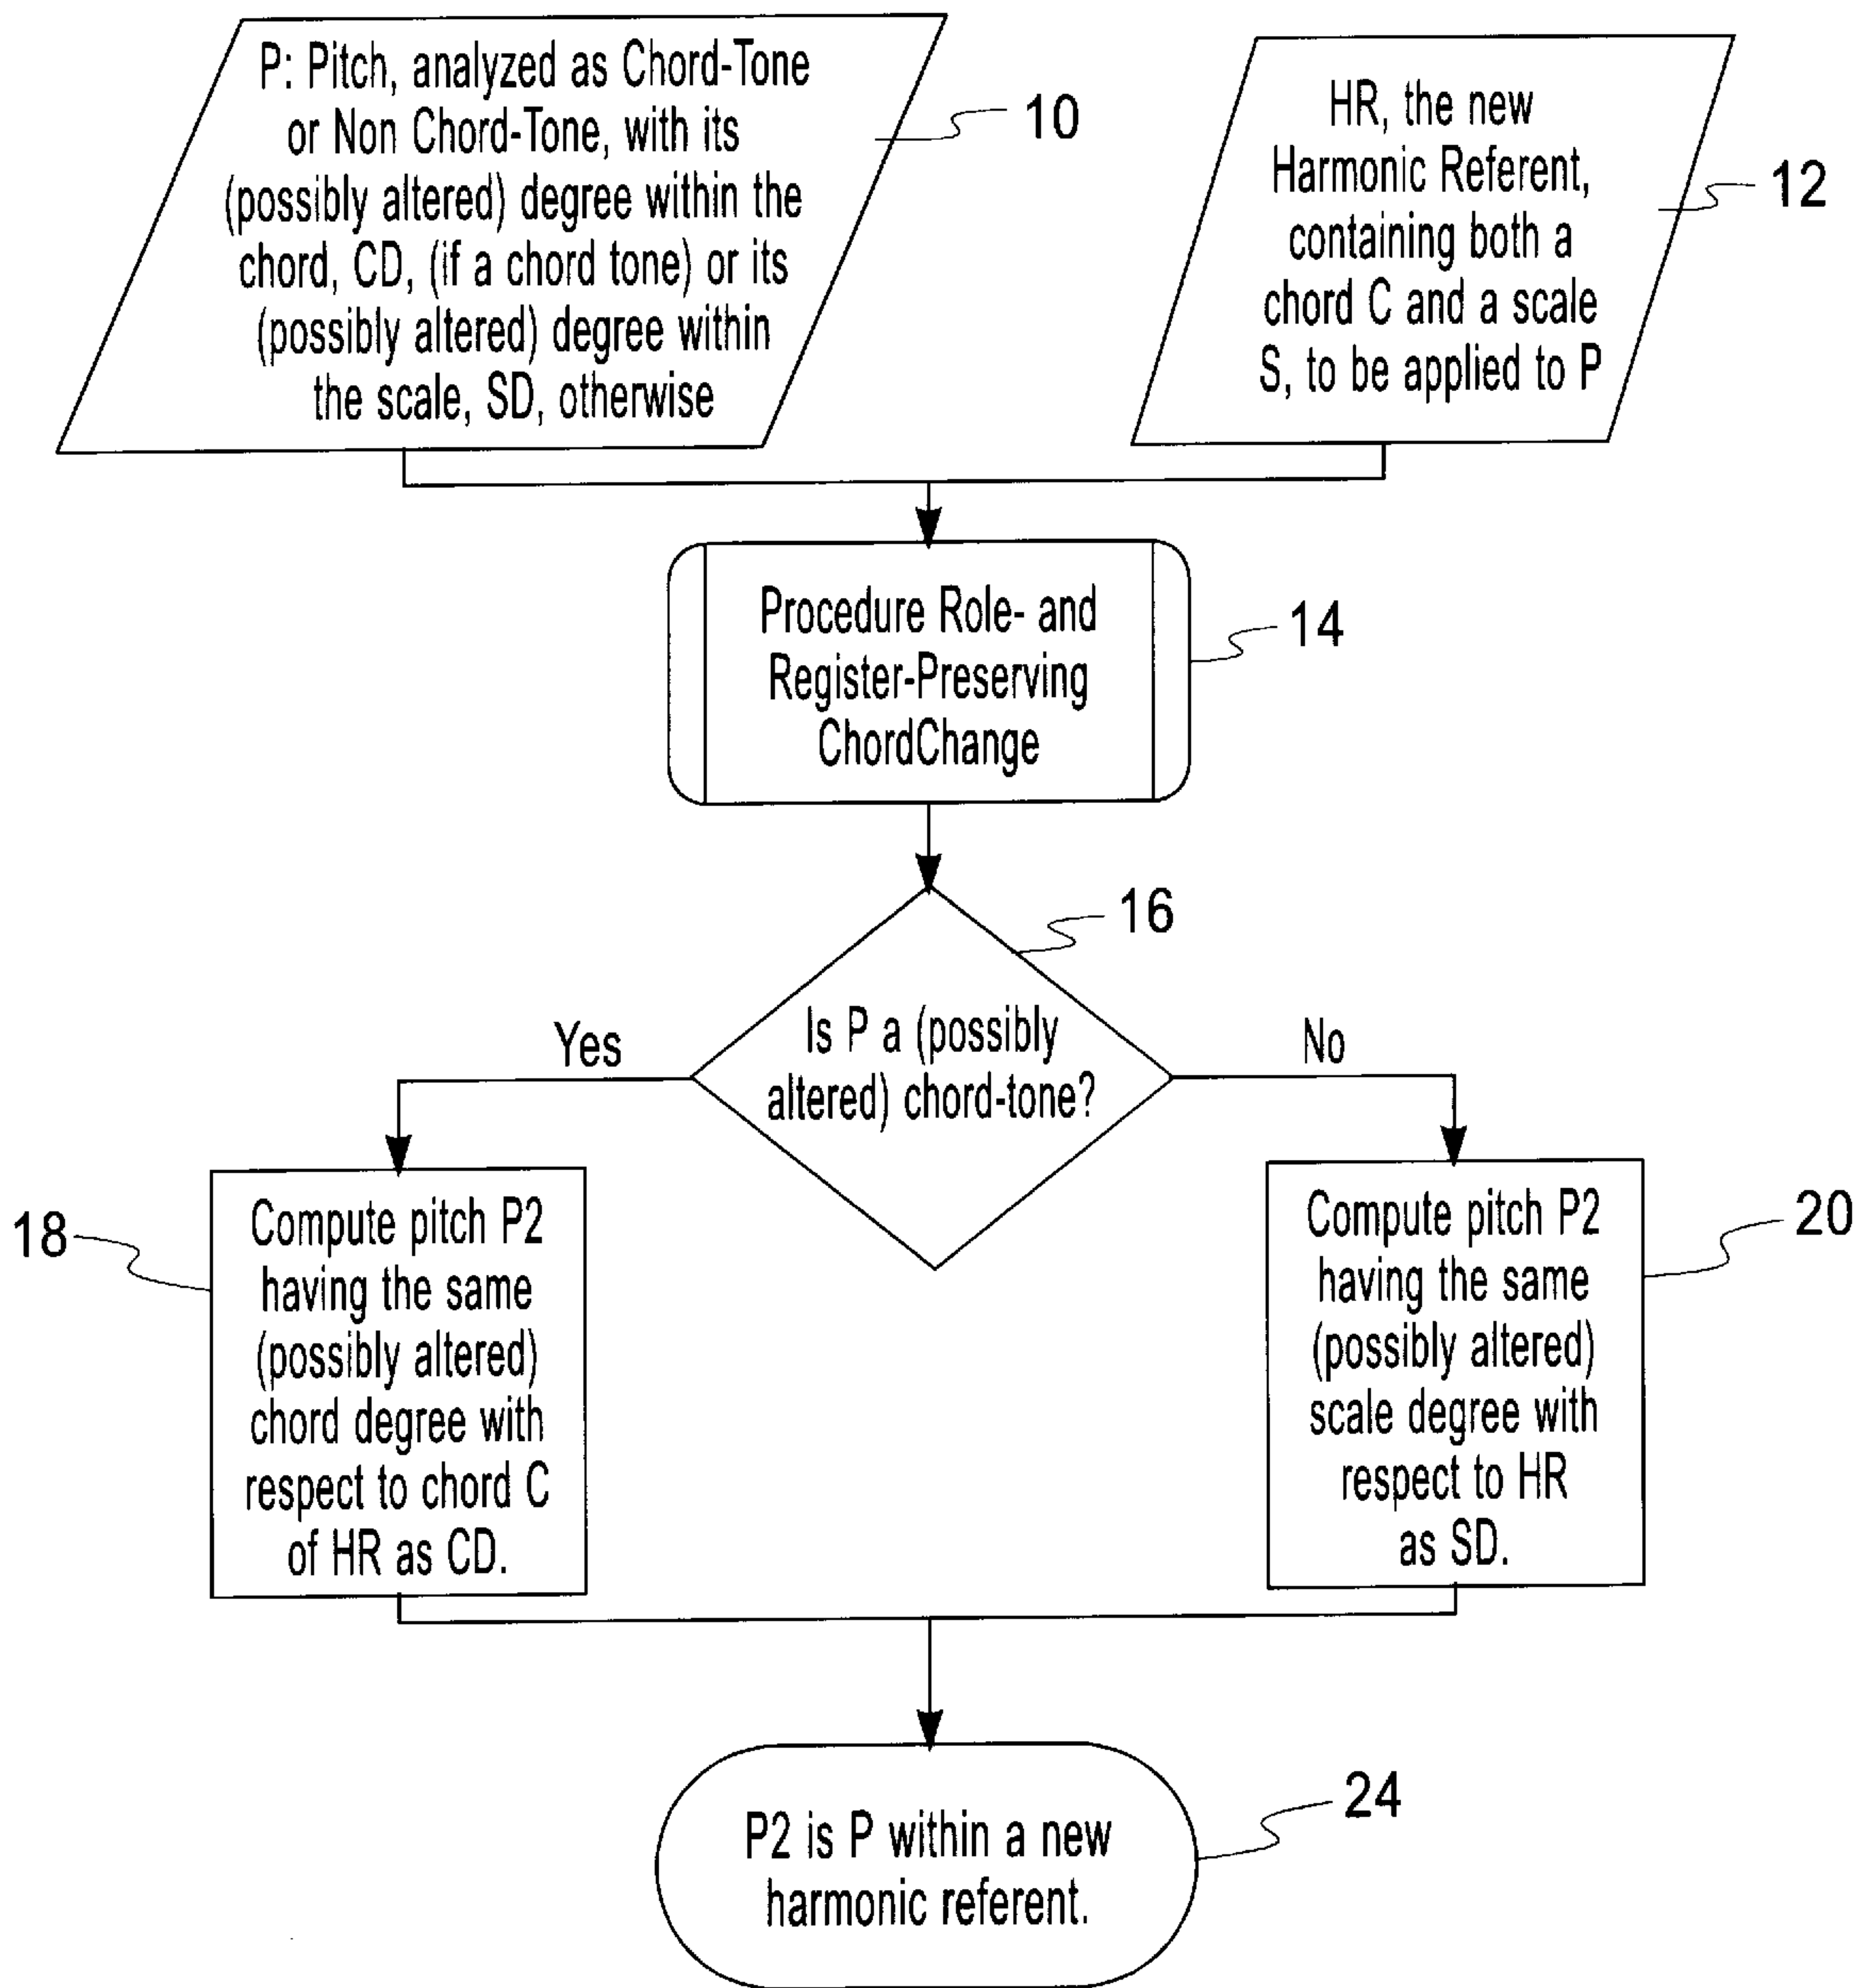 P: Pitch, analyzed as Chord-Tone
or Non Chord-Tone, with its
(possibly altered) degree within the
chord, CD, (if a chord tone) or its
(possibly altered) degree within
the scale, SD, otherwise
10
HR, the new
Harmonic Referent,
containing both a
chord C and a scale
S, to be applied to P
12
Procedure Role- and
Register-Preserving
ChordChange
14
16
Is P a (possibly
altered) chord-tone?
Yes
No
18
Compute pitch P2
having the same
(possibly altered)
chord degree with
respect to chord C
of HR as CD.
Compute pitch P2
having the same
(possibly altered)
scale degree with
respect to HR
as SD.
20
P2 is P within a new
harmonic referent.
24